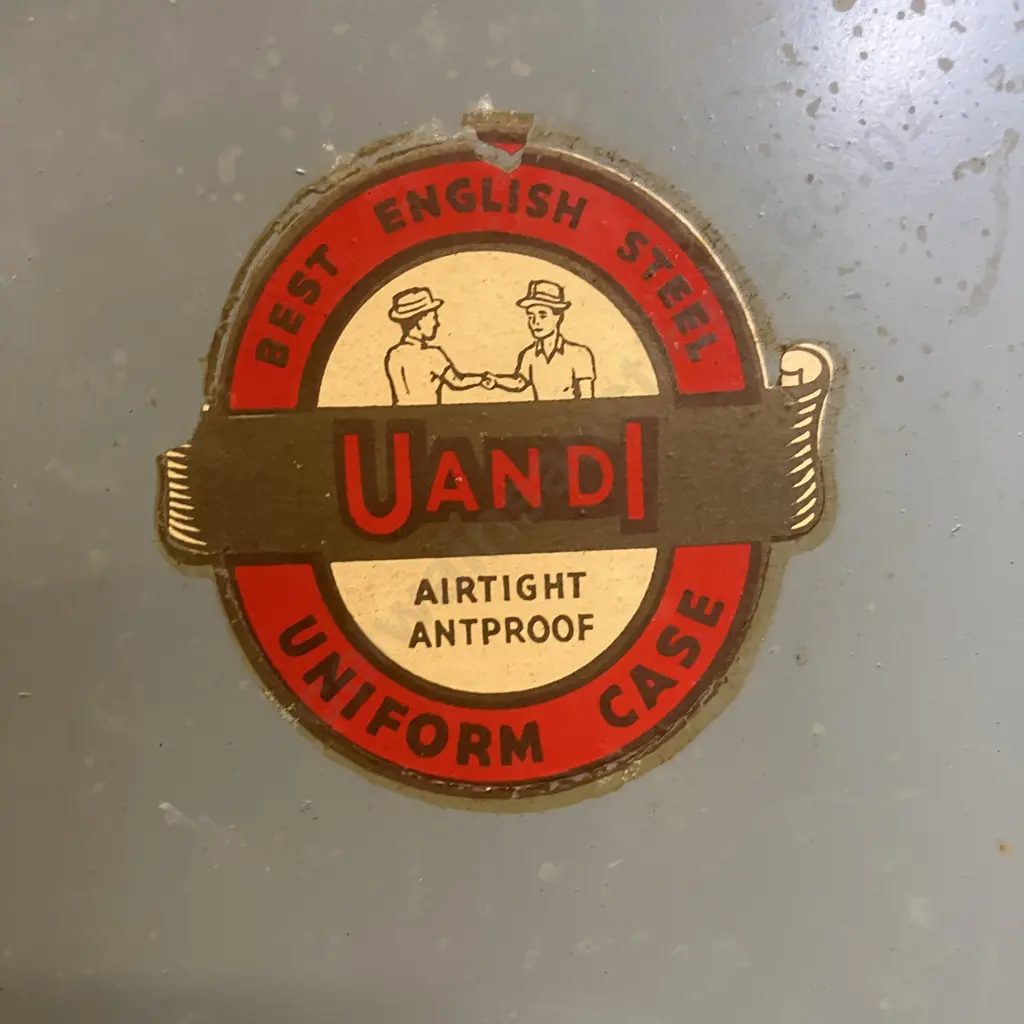 BEST ENGLISH STEEL
UANDI
AIRTIGHT
ANTPROOF
UNIFORM CASE